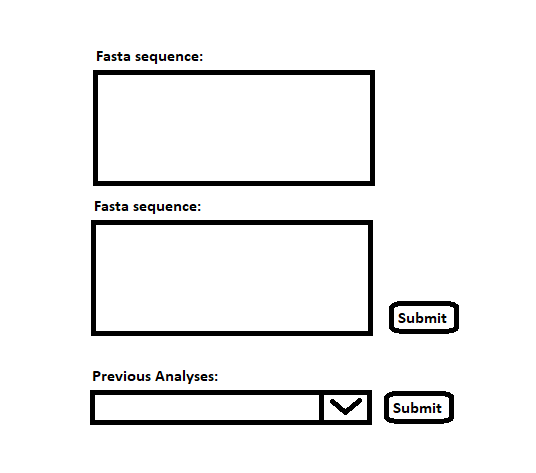 Fasta sequence:
Fasta sequence:
Submit
Previous Analyses:
Submit